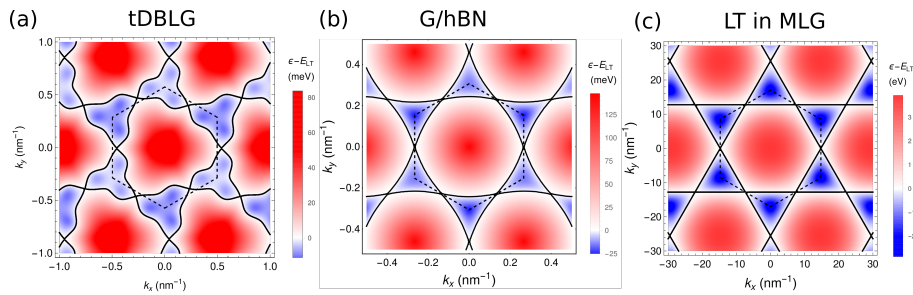 (a) tDBLG
1.0
0.5
0.0
−0.5
−1.0
−1.0 −0.5 0.0 0.5 1.0
ky (nm⁻¹)
kx (nm⁻¹)
ε−ELT
(meV)
80
60
40
20
0
(b) G/hBN
0.4
0.2
0.0
−0.2
−0.4
−0.4 −0.2 0.0 0.2 0.4
ky (nm⁻¹)
kx (nm⁻¹)
ε−ELT
(meV)
125
100
75
50
25
0
−25
(c) LT in MLG
30
20
10
0
−10
−20
−30
−30 −20 −10 0 10 20 30
ky (nm⁻¹)
kx (nm⁻¹)
ε−ELT
(eV)
3
2
1
0